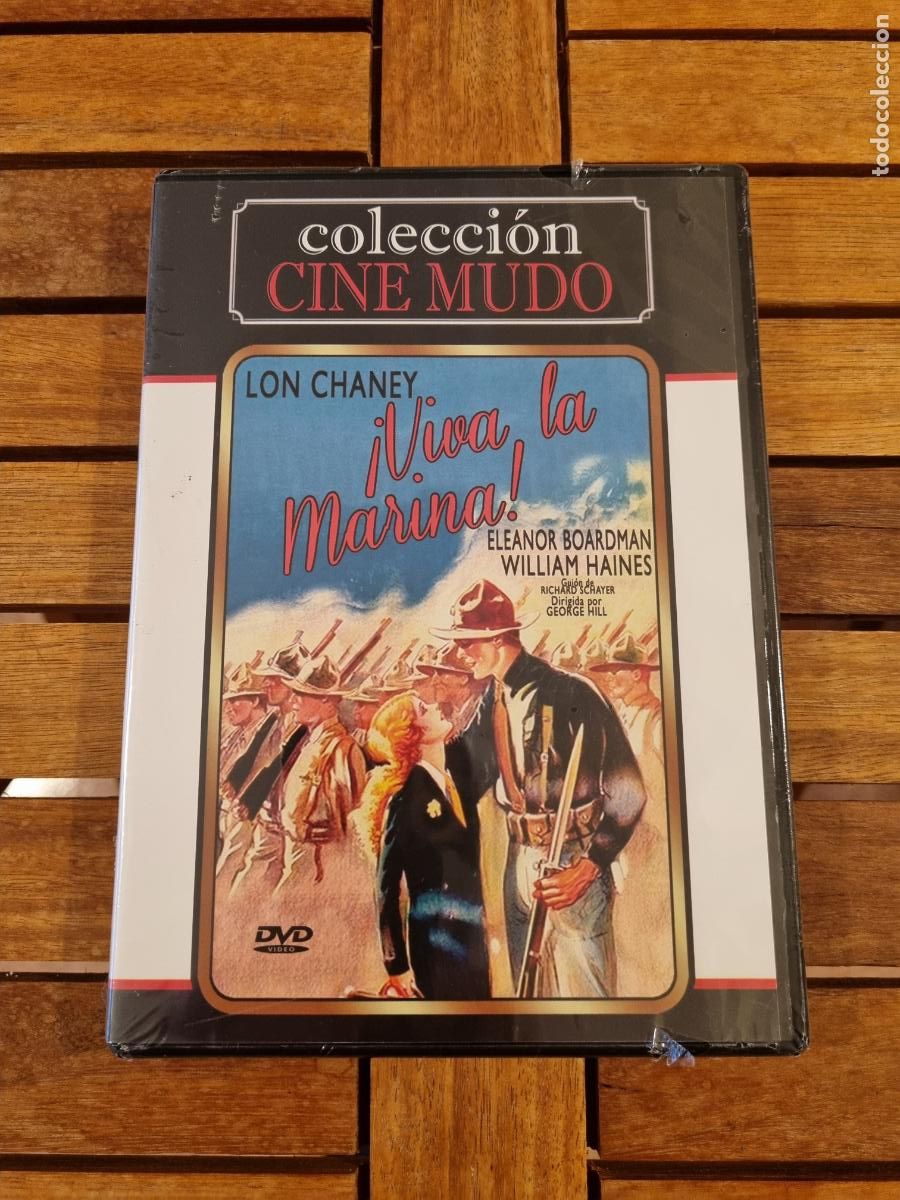 colección
CINE MUDO
LON CHANEY
¡Viva la
Marina!
ELEANOR BOARDMAN
WILLIAM HAINES
Guión de
RICHARD SCHAYER
Dirigida por
GEORGE HILL
DVD
VIDEO
todocoleccion